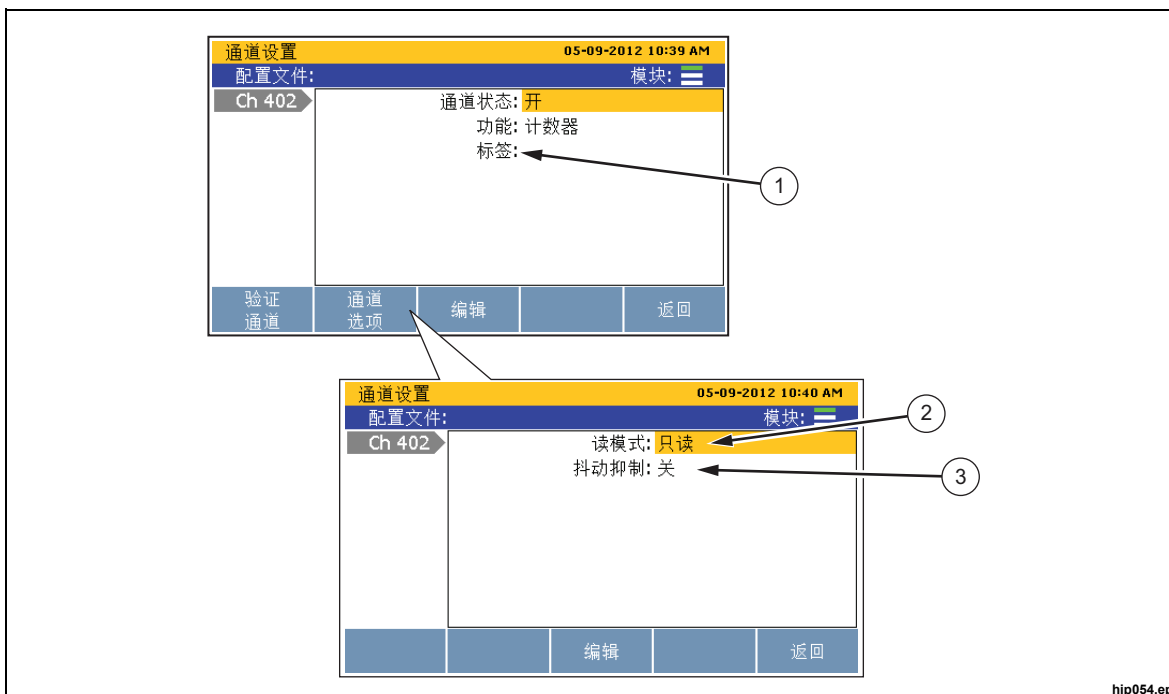 通道设置 05-09-2012 10:39 AM
配置文件: 模块:
Ch 402
通道状态: 开
功能: 计数器
标签:
1
验证通道 通道选项 编辑 返回
通道设置 05-09-2012 10:40 AM
配置文件: 模块:
Ch 402
读模式: 只读
2
抖动抑制: 关
3
编辑 返回